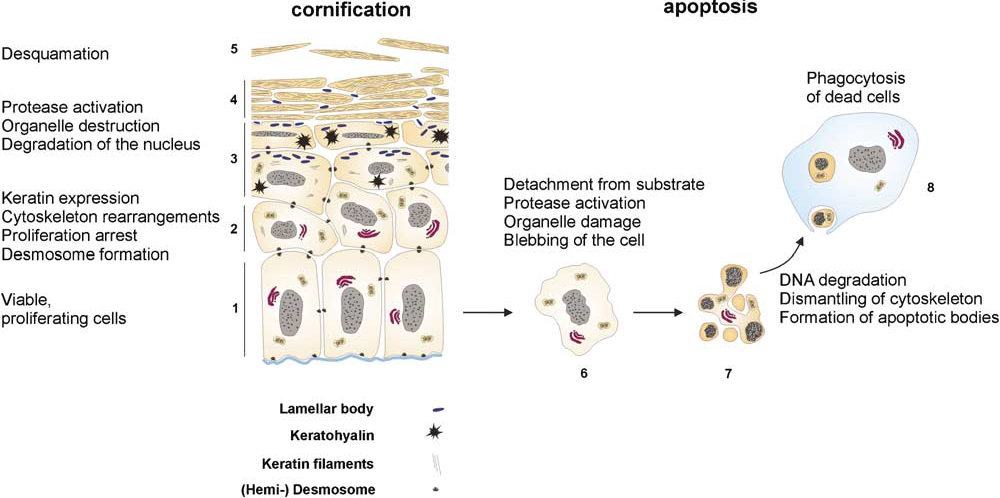 cornification
apoptosis
5
Desquamation
4
Protease activation
Organelle destruction
Degradation of the nucleus
3
Keratin expression
Cytoskeleton rearrangements
Proliferation arrest
Desmosome formation
2
Viable,
proliferating cells
1
Detachment from substrate
Protease activation
Organelle damage
Blebbing of the cell
6
7
DNA degradation
Dismantling of cytoskeleton
Formation of apoptotic bodies
Phagocytosis
of dead cells
8
Lamellar body
Keratohyalin
Keratin filaments
(Hemi-) Desmosome